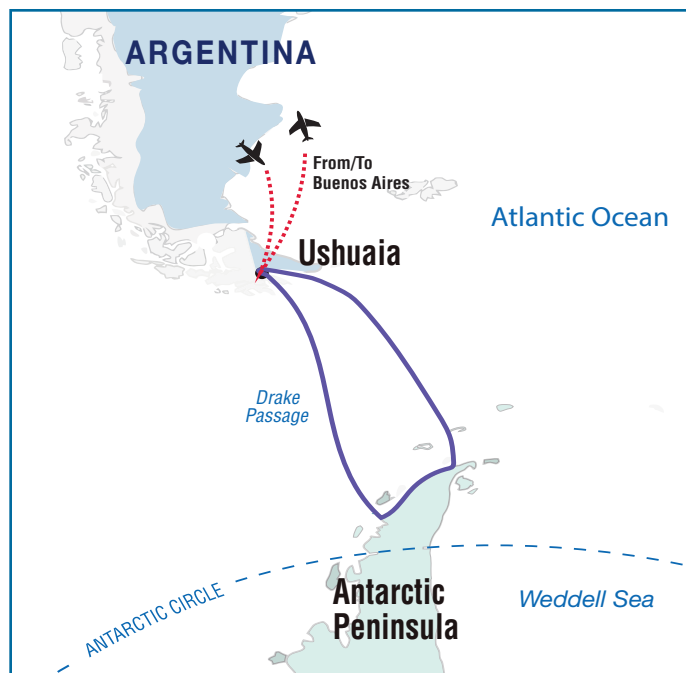 ARGENTINA
From/To
Buenos Aires
Atlantic Ocean
Ushuaia
Drake
Passage
ANTARCTIC CIRCLE
Antarctic
Peninsula
Weddell Sea